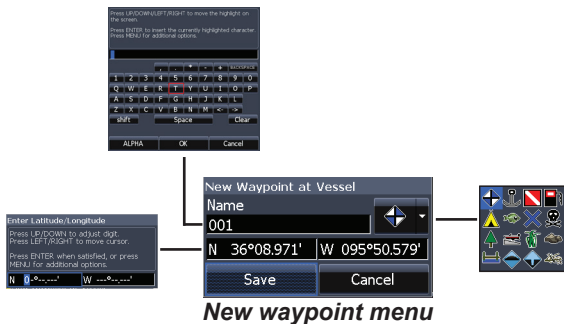 Press UP/DOWN/LEFT/RIGHT to move the highlight on
the screen.
Press ENTER to insert the currently highlighted character.
Press MENU for additional options.
, . * - + BACKSPACE
1 2 3 4 5 6 7 8 9 0
Q W E R T Y U I O P
A S D F G H J K L
Z X C V B N M <- ->
shift Space Clear
ALPHA OK Cancel
New Waypoint at Vessel
Name
001
N 36°08.971' W 095°50.579'
Save Cancel
Enter Latitude/Longitude
Press UP/DOWN to adjust digit.
Press LEFT/RIGHT to move cursor.
Press ENTER when satisfied, or press
MENU for additional options.
N 0-°--.---' W ---°--.---'
New waypoint menu